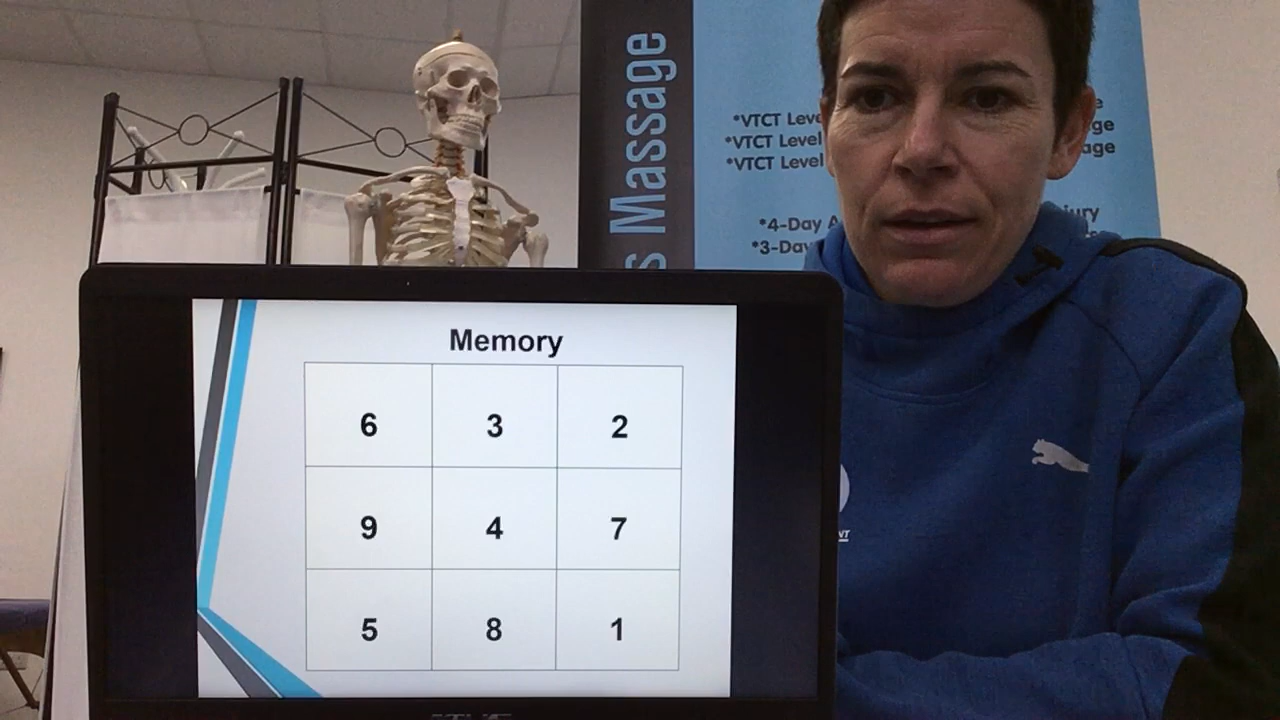 Massage
*VTCT Level
*VTCT Level
*VTCT Level
*4-Day
*3-Day
Memory
6 3 2
9 4 7
5 8 1